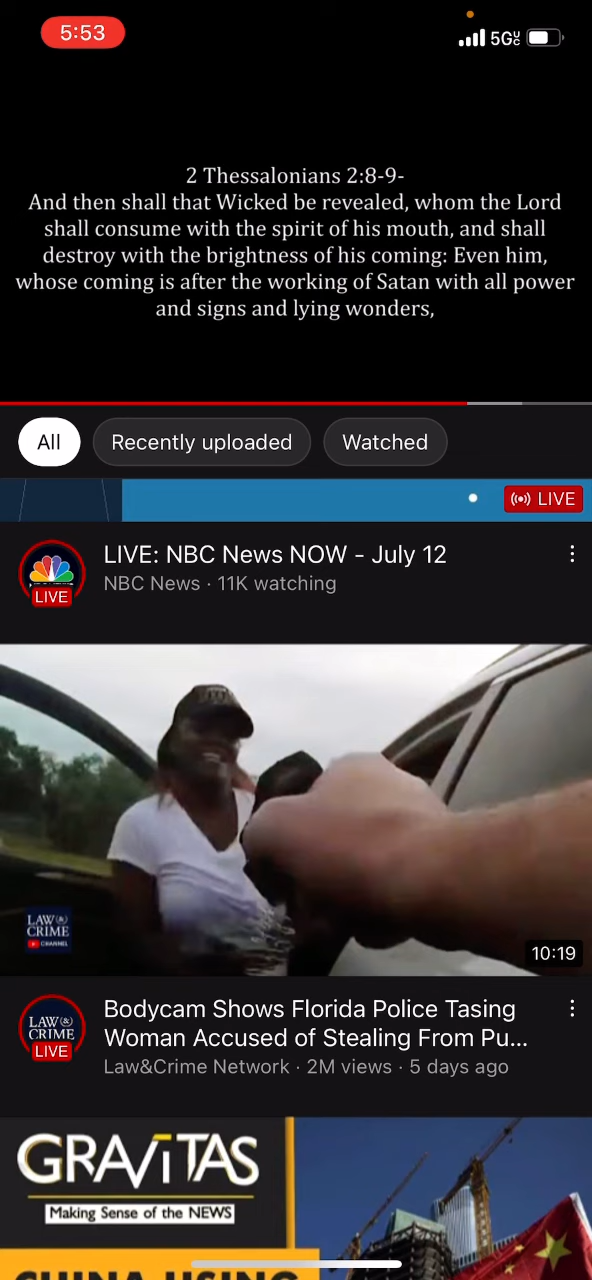 5:53
5G
2 Thessalonians 2:8-9-
And then shall that Wicked be revealed, whom the Lord
shall consume with the spirit of his mouth, and shall
destroy with the brightness of his coming: Even him,
whose coming is after the working of Satan with all power
and signs and lying wonders,
All
Recently uploaded
Watched
LIVE
LIVE: NBC News NOW - July 12
NBC News · 11K watching
LIVE
LAW &
CRIME
CHANNEL
10:19
Bodycam Shows Florida Police Tasing
Woman Accused of Stealing From Pu...
Law&Crime Network · 2M views · 5 days ago
LAW &
CRIME
LIVE
GRAVITAS
Making Sense of the NEWS
CHINA USING